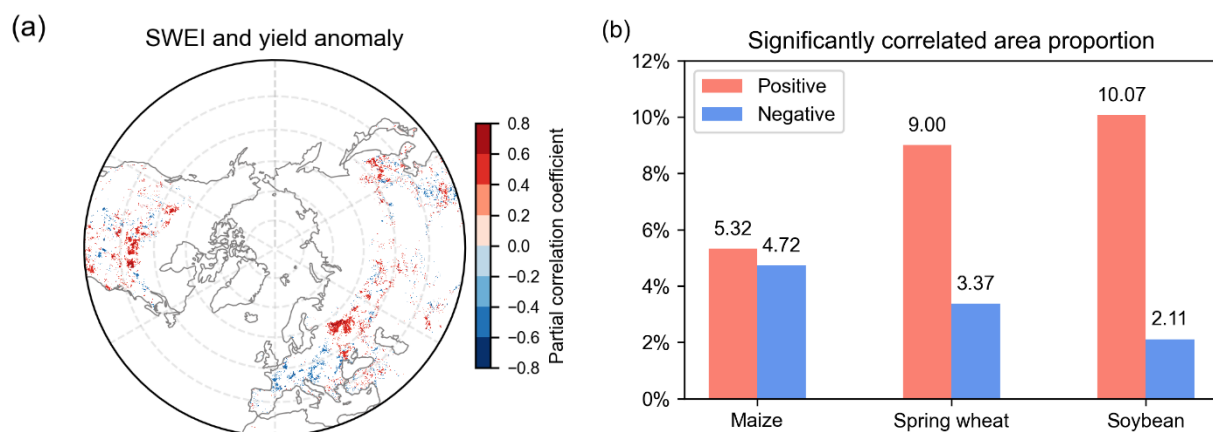 (a)
SWEI and yield anomaly
0.8
0.6
0.4
0.2
0.0
−0.2
−0.4
−0.6
−0.8
Partial correlation coefficient
(b)
Significantly correlated area proportion
12%
10%
8%
6%
4%
2%
0%
Positive
Negative
5.32
4.72
9.00
3.37
10.07
2.11
Maize
Spring wheat
Soybean